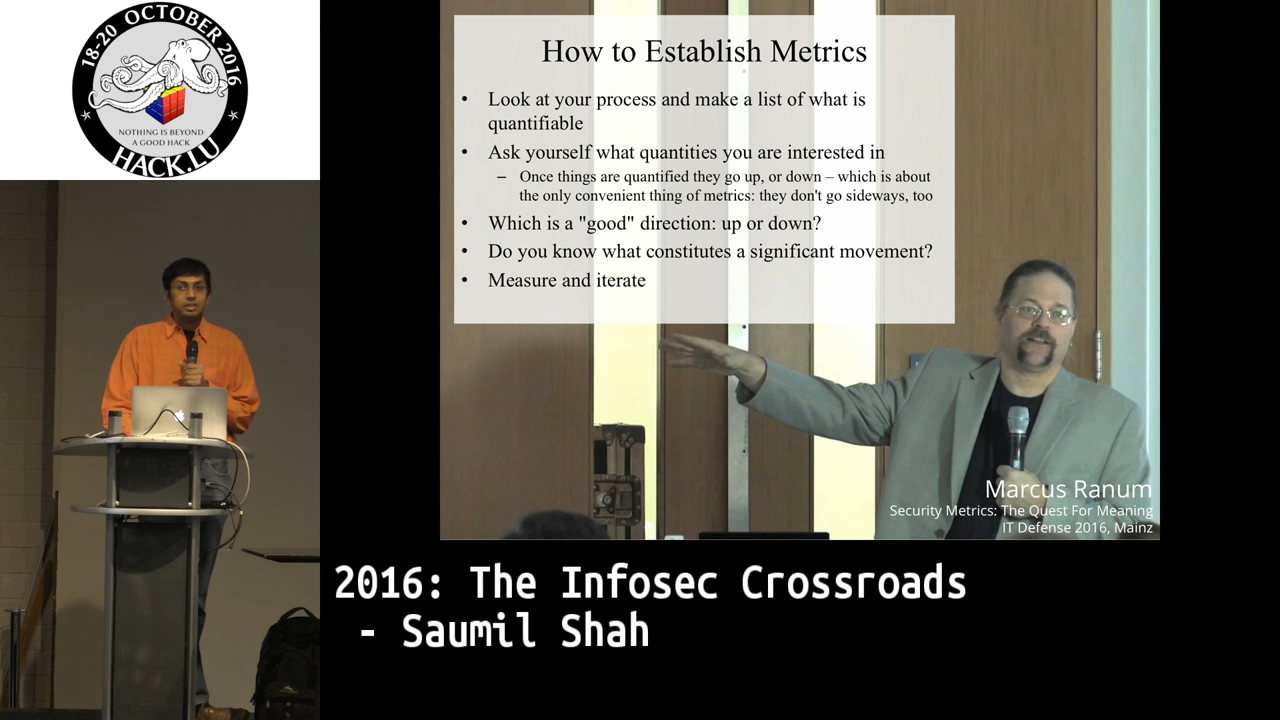 18-20 OCTOBER 2016
NOTHING IS BEYOND
A GOOD HACK
HACK.LU
How to Establish Metrics
• Look at your process and make a list of what is
quantifiable
• Ask yourself what quantities you are interested in
– Once things are quantified they go up, or down – which is about
the only convenient thing of metrics: they don't go sideways, too
• Which is a "good" direction: up or down?
• Do you know what constitutes a significant movement?
• Measure and iterate
Marcus Ranum
Security Metrics: The Quest For Meaning
IT Defense 2016, Mainz
2016: The Infosec Crossroads
- Saumil Shah